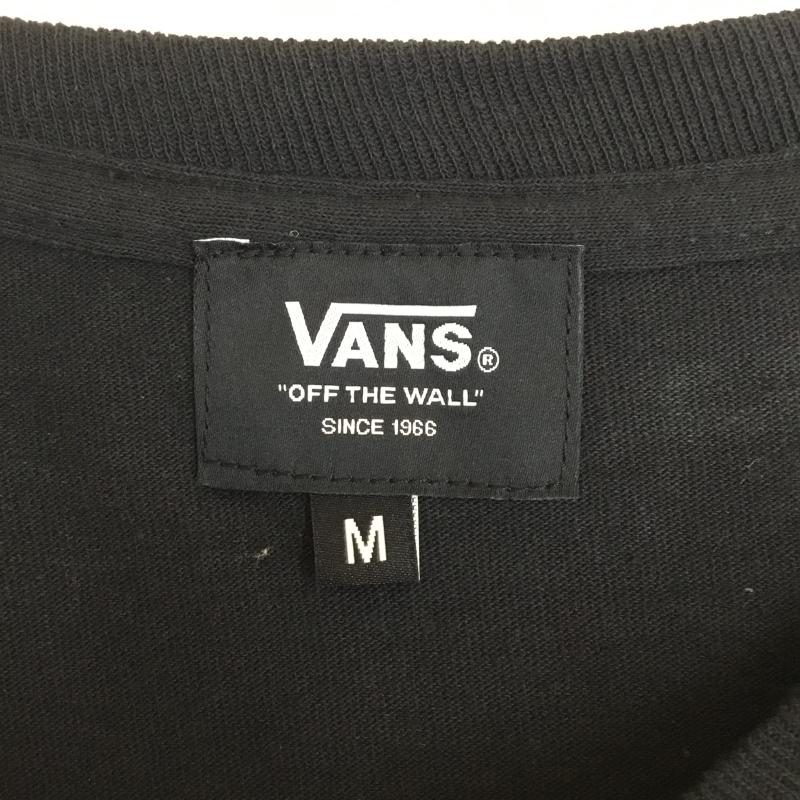 VANS®
"OFF THE WALL"
SINCE 1966
M